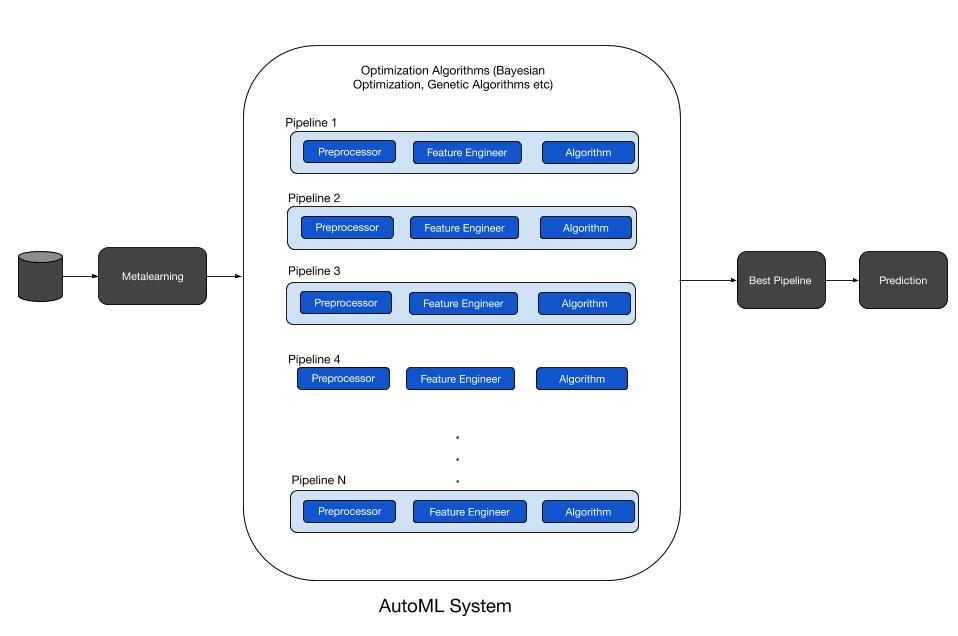 Optimization Algorithms (Bayesian
Optimization, Genetic Algorithms etc)
Pipeline 1
Preprocessor Feature Engineer Algorithm
Pipeline 2
Preprocessor Feature Engineer Algorithm
Pipeline 3
Preprocessor Feature Engineer Algorithm
Metalearning
Best Pipeline Prediction
Pipeline 4
Preprocessor Feature Engineer Algorithm
Pipeline N
Preprocessor Feature Engineer Algorithm
AutoML System